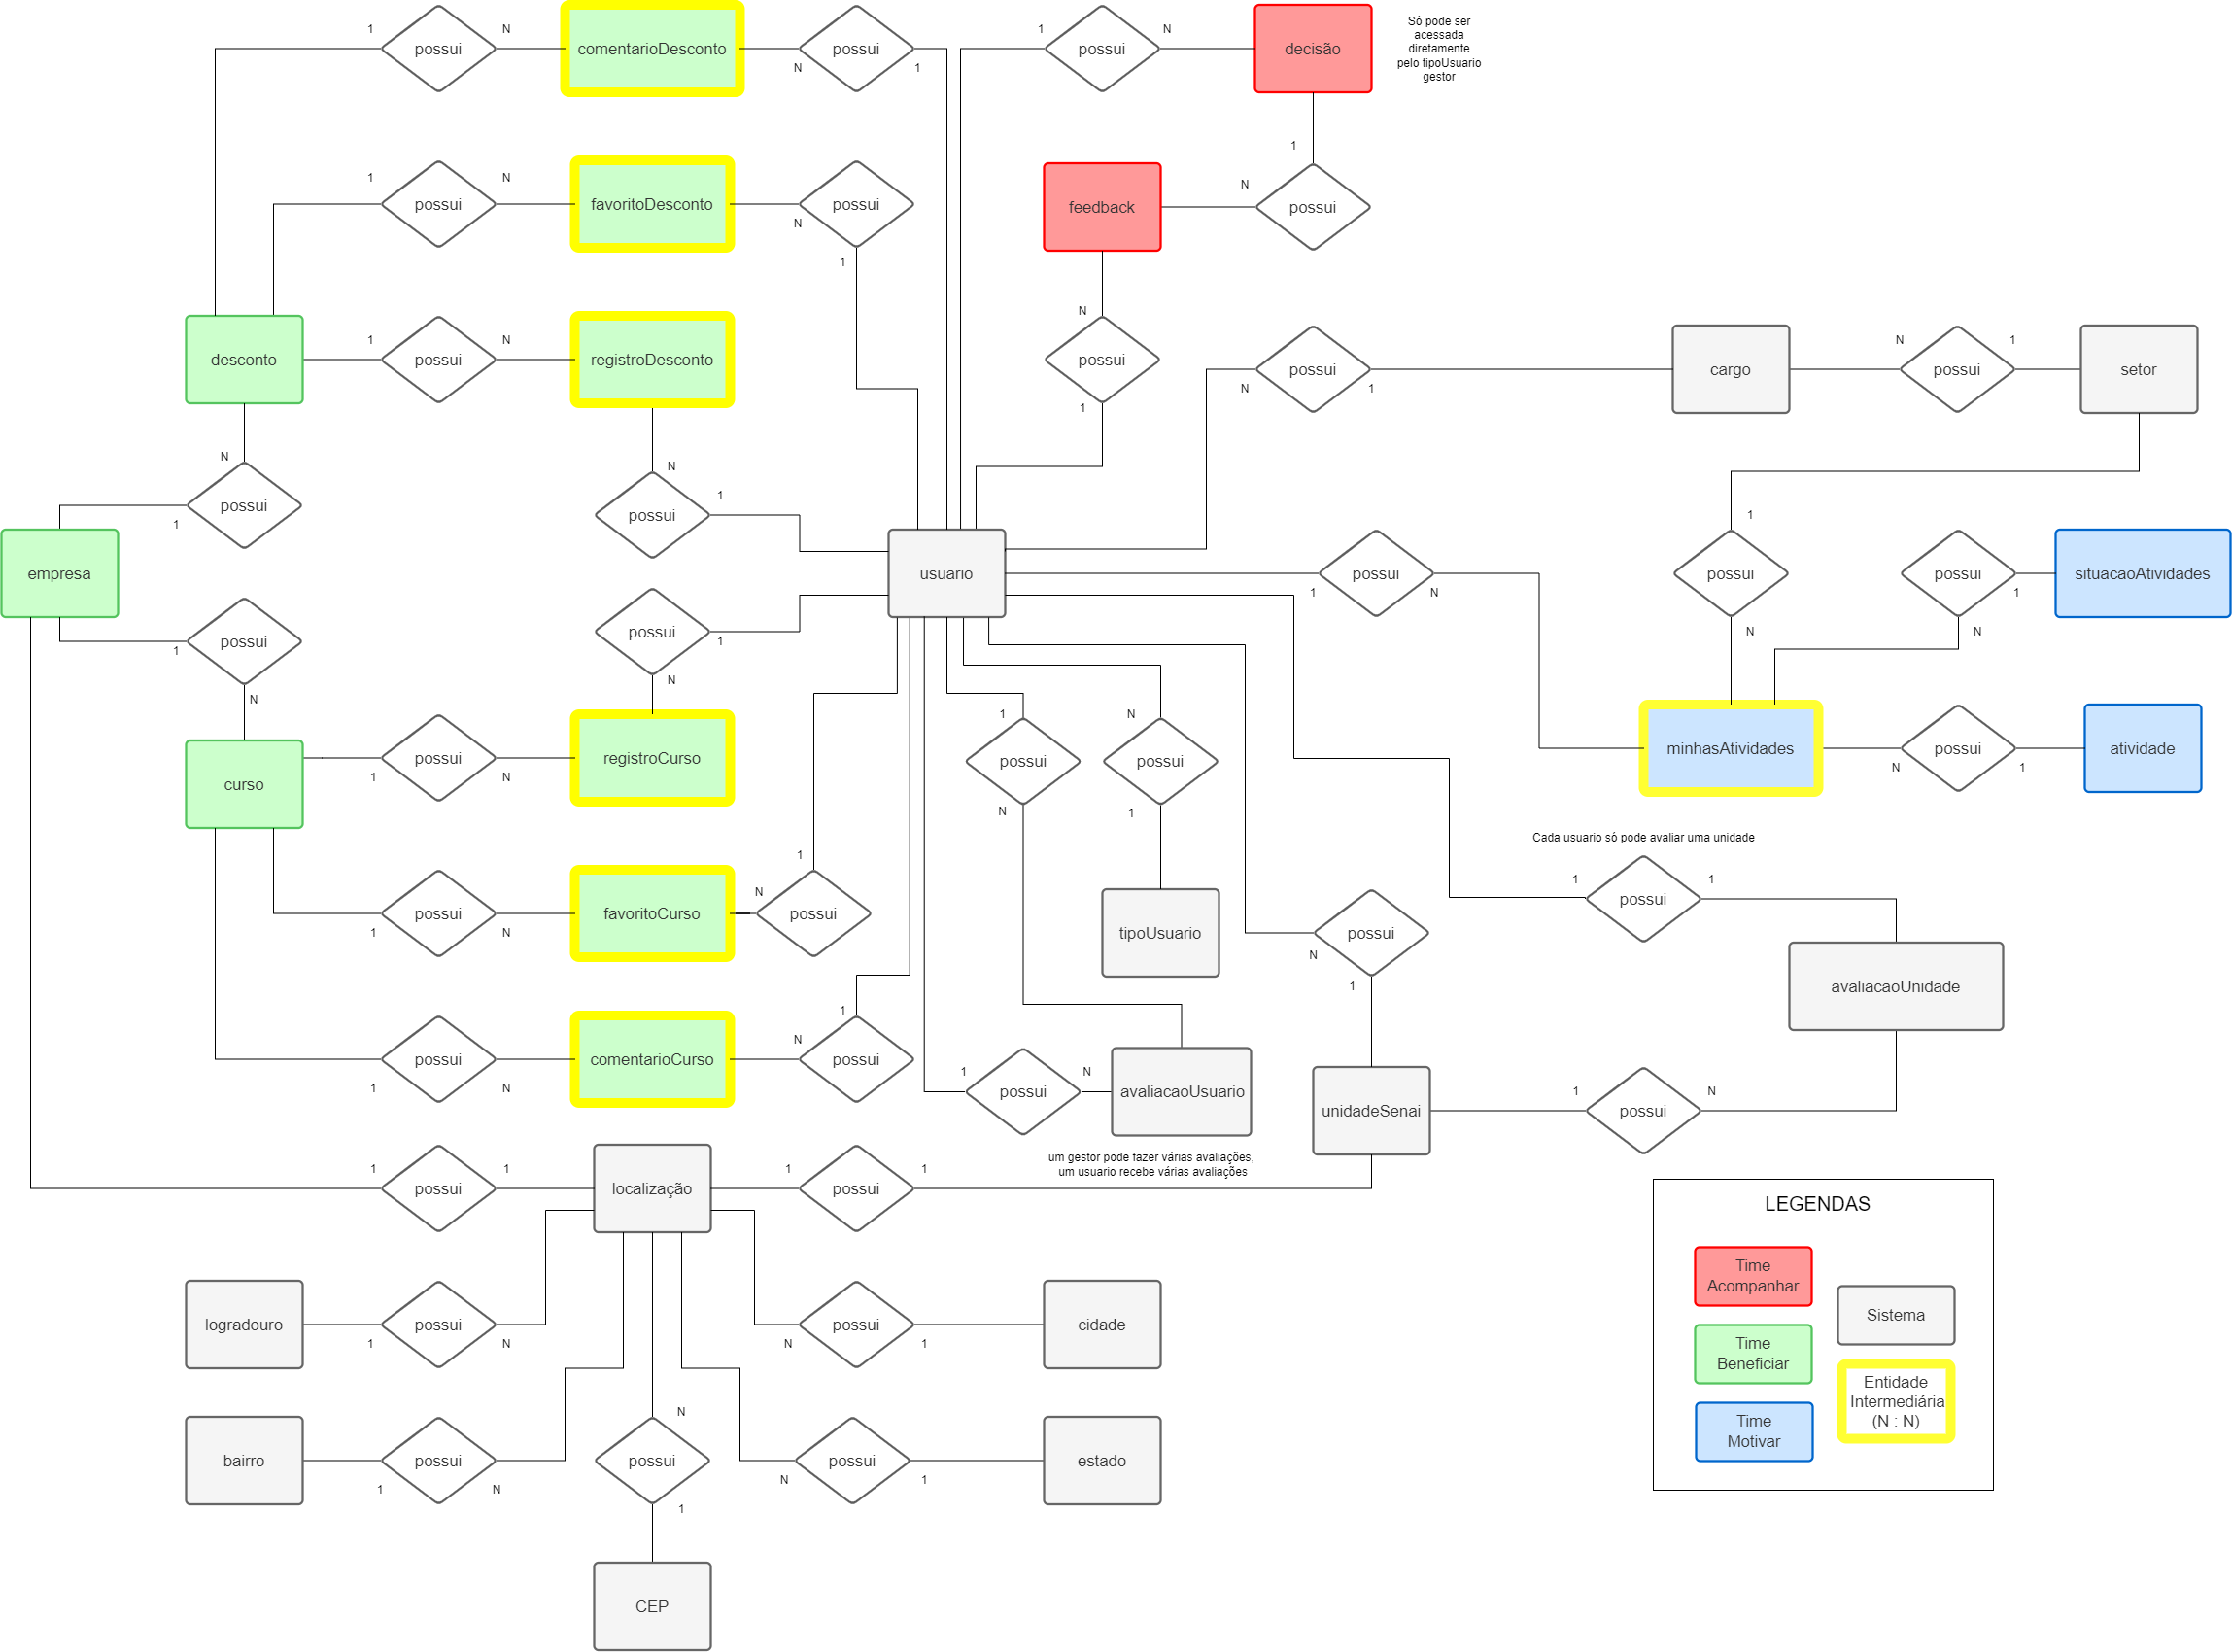 1
possui
N
comentarioDesconto
N
possui
1
1
possui
N
decisão
Só pode ser
acessada
diretamente
pelo tipoUsuario
gestor
1
possui
N
favoritoDesconto
N
possui
1
feedback
N
1
possui
desconto
1
possui
N
registroDesconto
N
possui
1
N
possui
1
cargo
N
possui
1
setor
N
possui
1
N
possui
1
empresa
usuario
1
possui
N
1
possui
N
possui
1
N
situacaoAtividades
possui
1
N
possui
1
N
curso
1
possui
N
registroCurso
1
possui
N
N
possui
1
minhasAtividades
N
possui
1
atividade
Cada usuario só pode avaliar uma unidade
1
possui
N
favoritoCurso
1
N
possui
tipoUsuario
possui
N
1
1
possui
1
avaliacaoUnidade
possui
1
N
comentarioCurso
1
N
possui
1
possui
N
avaliacaoUsuario
unidadeSenai
1
possui
N
um gestor pode fazer várias avaliações,
um usuario recebe várias avaliações
1
possui
1
localização
1
possui
1
logradouro
1
possui
N
N
possui
1
cidade
bairro
1
possui
N
N
possui
1
N
possui
1
estado
CEP
LEGENDAS
Time
Acompanhar
Sistema
Time
Beneficiar
Entidade
Intermediária
(N : N)
Time
Motivar